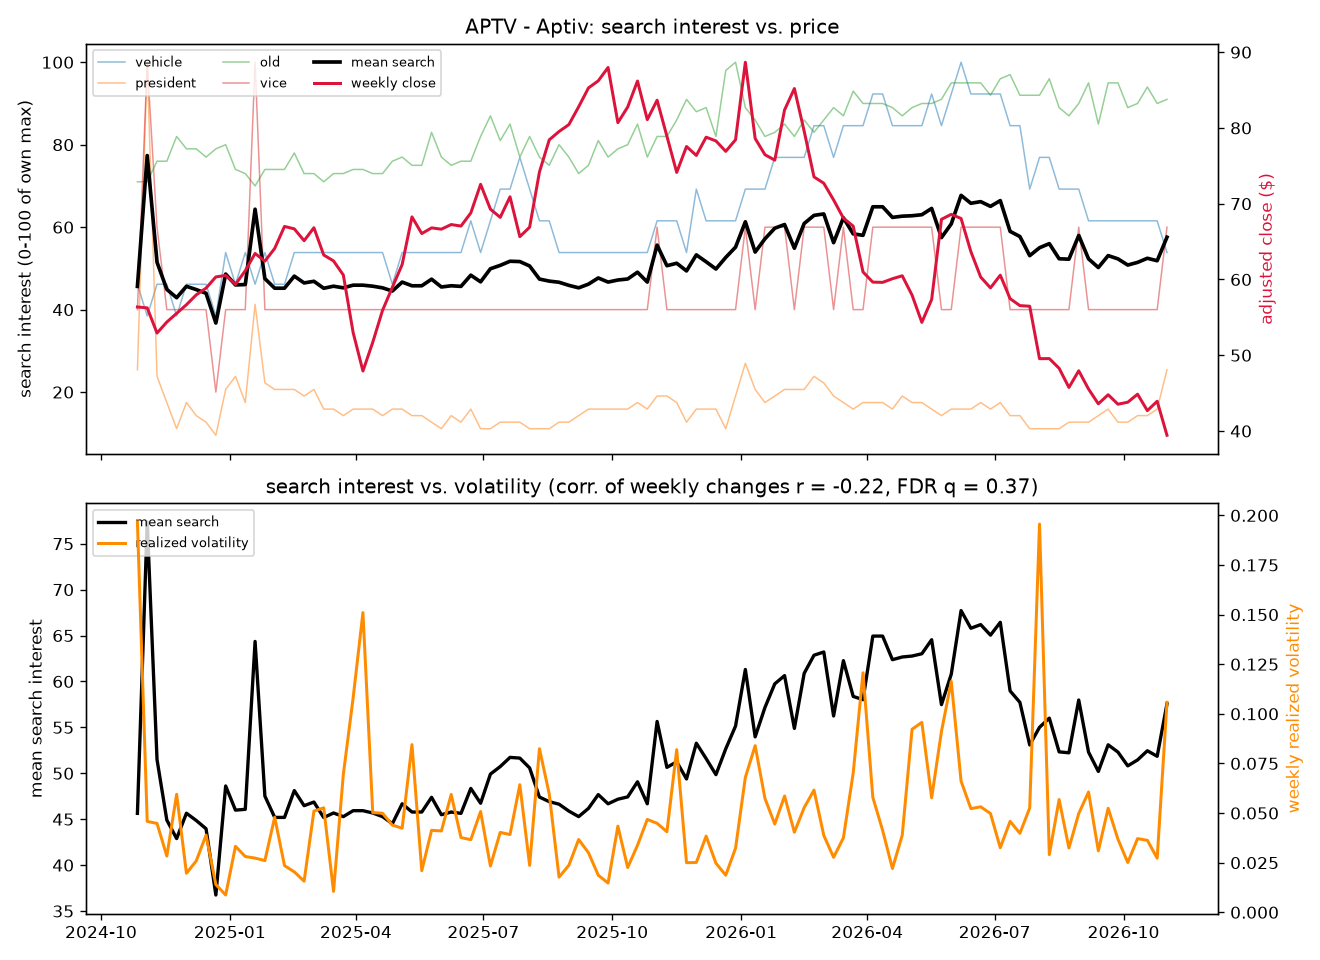 APTV - Aptiv: search interest vs. price
vehicle
president
old
vice
mean search
weekly close
search interest (0-100 of own max)
100
80
60
40
20
adjusted close ($)
90
80
70
60
50
40
search interest vs. volatility (corr. of weekly changes r = -0.22, FDR q = 0.37)
mean search
realized volatility
mean search interest
75
70
65
60
55
50
45
40
35
weekly realized volatility
0.200
0.175
0.150
0.125
0.100
0.075
0.050
0.025
0.000
2024-10
2025-01
2025-04
2025-07
2025-10
2026-01
2026-04
2026-07
2026-10